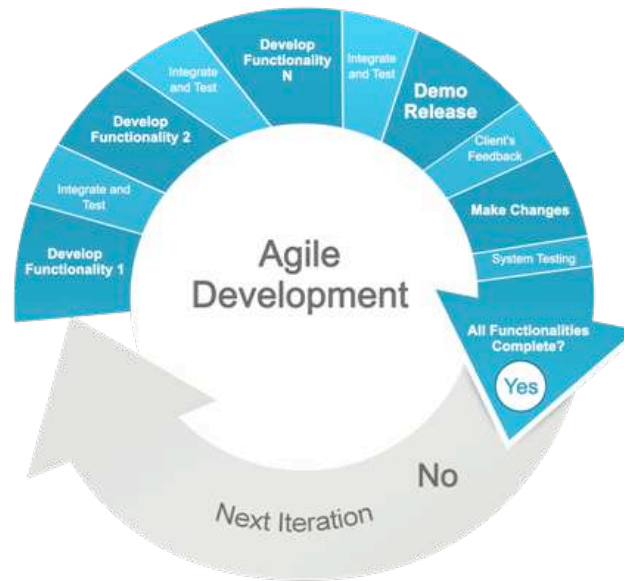 Develop
Functionality 1
Integrate and
Test
Develop
Functionality 2
Integrate
and Test
Develop
Functionality
N
Integrate
and Test
Demo
Release
Client's
Feedback
Make Changes
System Testing
All Functionalities
Complete?
Yes
No
Next Iteration
Agile
Development